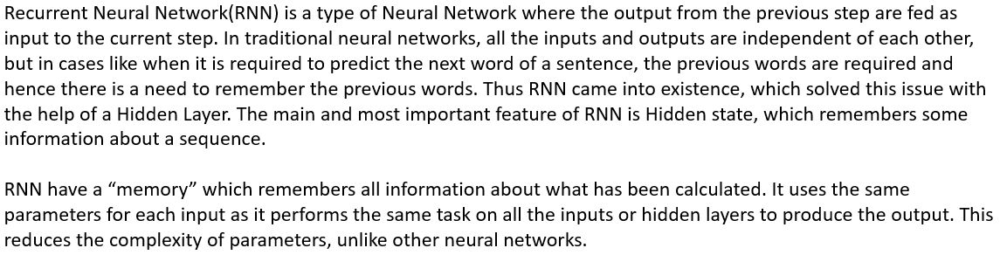 Recurrent Neural Network(RNN) is a type of Neural Network where the output from the previous step are fed as
input to the current step. In traditional neural networks, all the inputs and outputs are independent of each other,
but in cases like when it is required to predict the next word of a sentence, the previous words are required and
hence there is a need to remember the previous words. Thus RNN came into existence, which solved this issue with
the help of a Hidden Layer. The main and most important feature of RNN is Hidden state, which remembers some
information about a sequence.
RNN have a “memory” which remembers all information about what has been calculated. It uses the same
parameters for each input as it performs the same task on all the inputs or hidden layers to produce the output. This
reduces the complexity of parameters, unlike other neural networks.